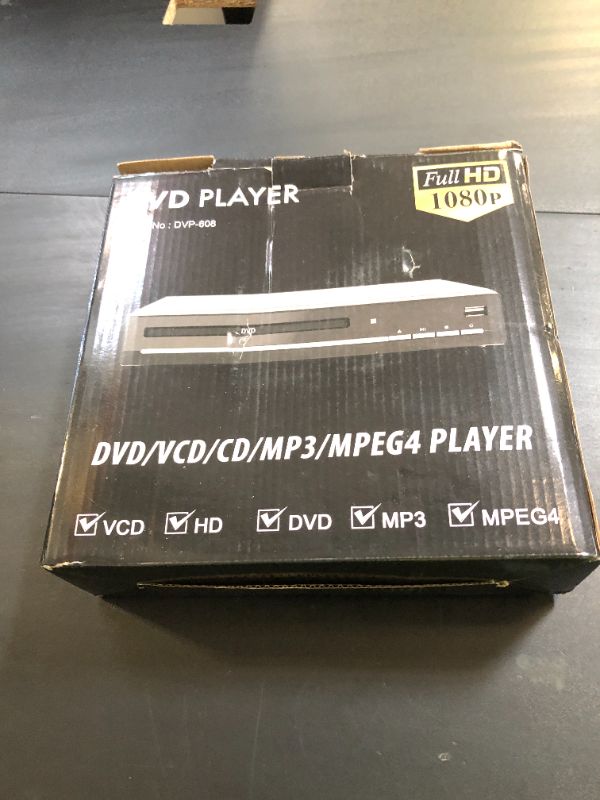 VD PLAYER
No.: DVP-608
Full HD
1080P
DVD
DVD/VCD/CD/MP3/MPEG4 PLAYER
VCD HD DVD MP3 MPEG4